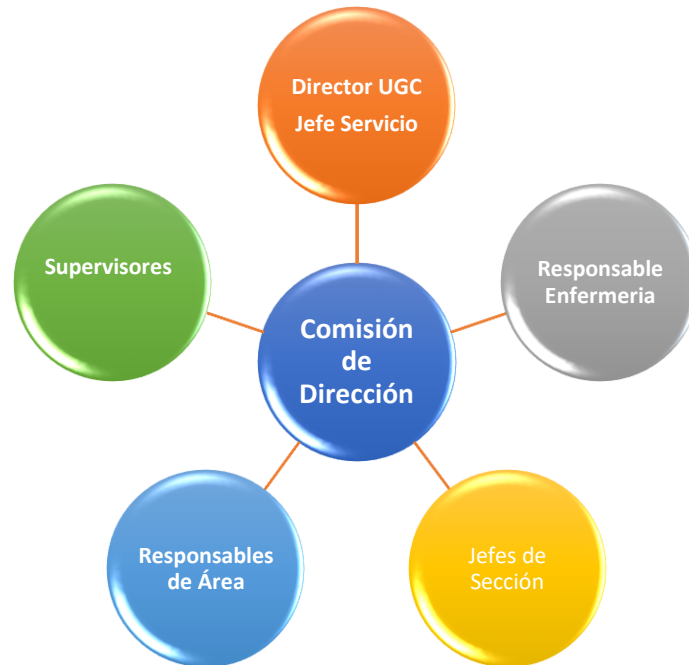 Director UGC
Jefe Servicio
Supervisores
Responsable
Enfermeria
Comisión
de
Dirección
Responsables
de Área
Jefes de
Sección